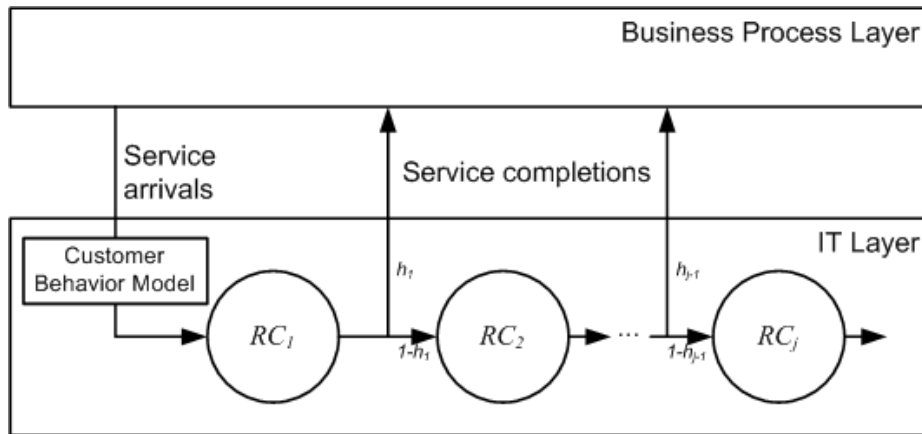 Business Process Layer
Service
arrivals
Service completions
IT Layer
Customer
Behavior Model
h1
hj-1
RC1
RC2
...
RCj
1-h1
1-hj-1